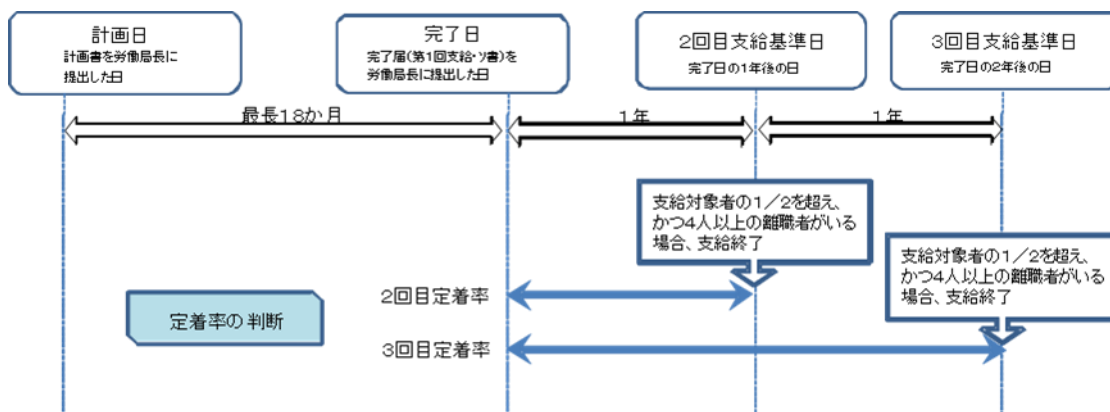 計画日
計画書を労働局長に
提出した日
完了日
完了届(第1回支給・ソ書)を
労働局長に提出した日
2回目支給基準日
完了日の1年後の日
3回目支給基準日
完了日の2年後の日
最長18か月
1年
1年
支給対象者の1／2を超え、
かつ4人以上の離職者がいる
場合、支給終了
支給対象者の1／2を超え、
かつ4人以上の離職者がいる
場合、支給終了
2回目定着率
定着率の判断
3回目定着率